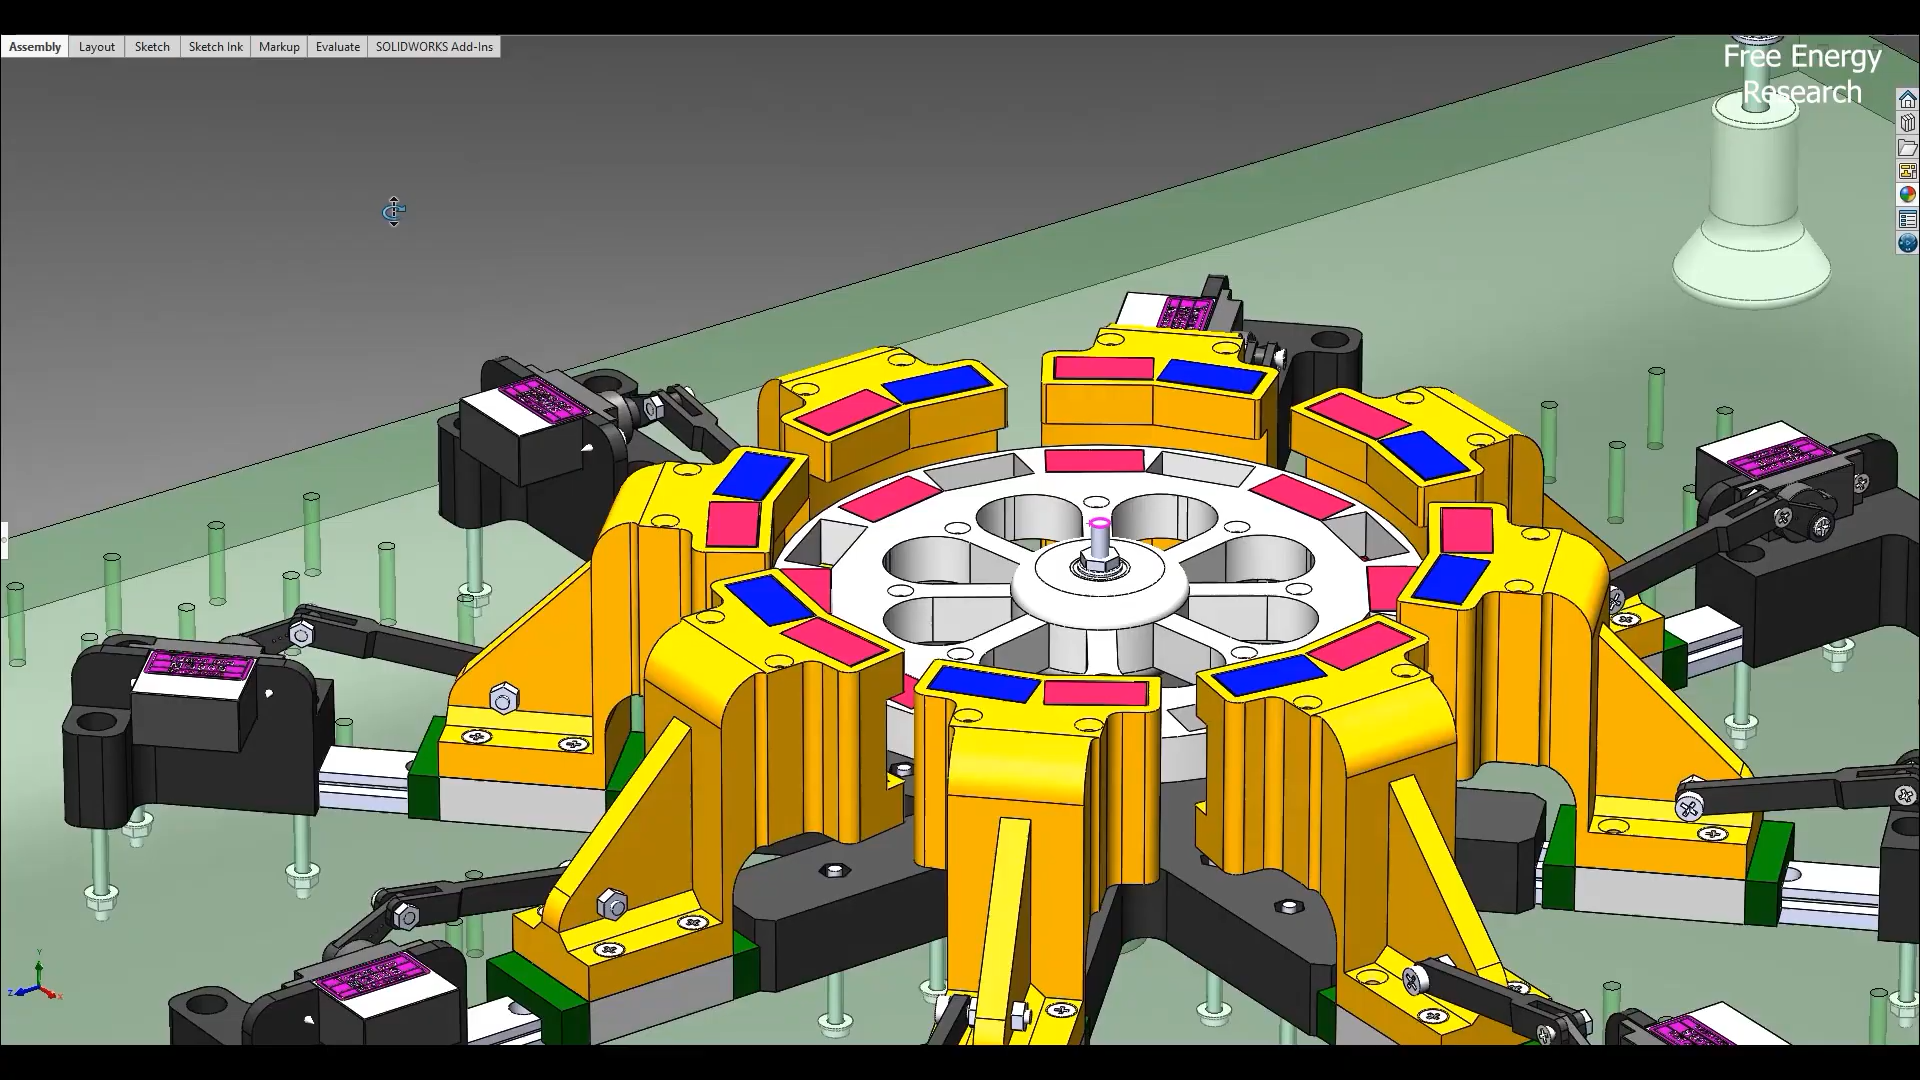 Assembly
Layout
Sketch
Sketch Ink
Markup
Evaluate
SOLIDWORKS Add-Ins
Free Energy
Research
Y
Z
X